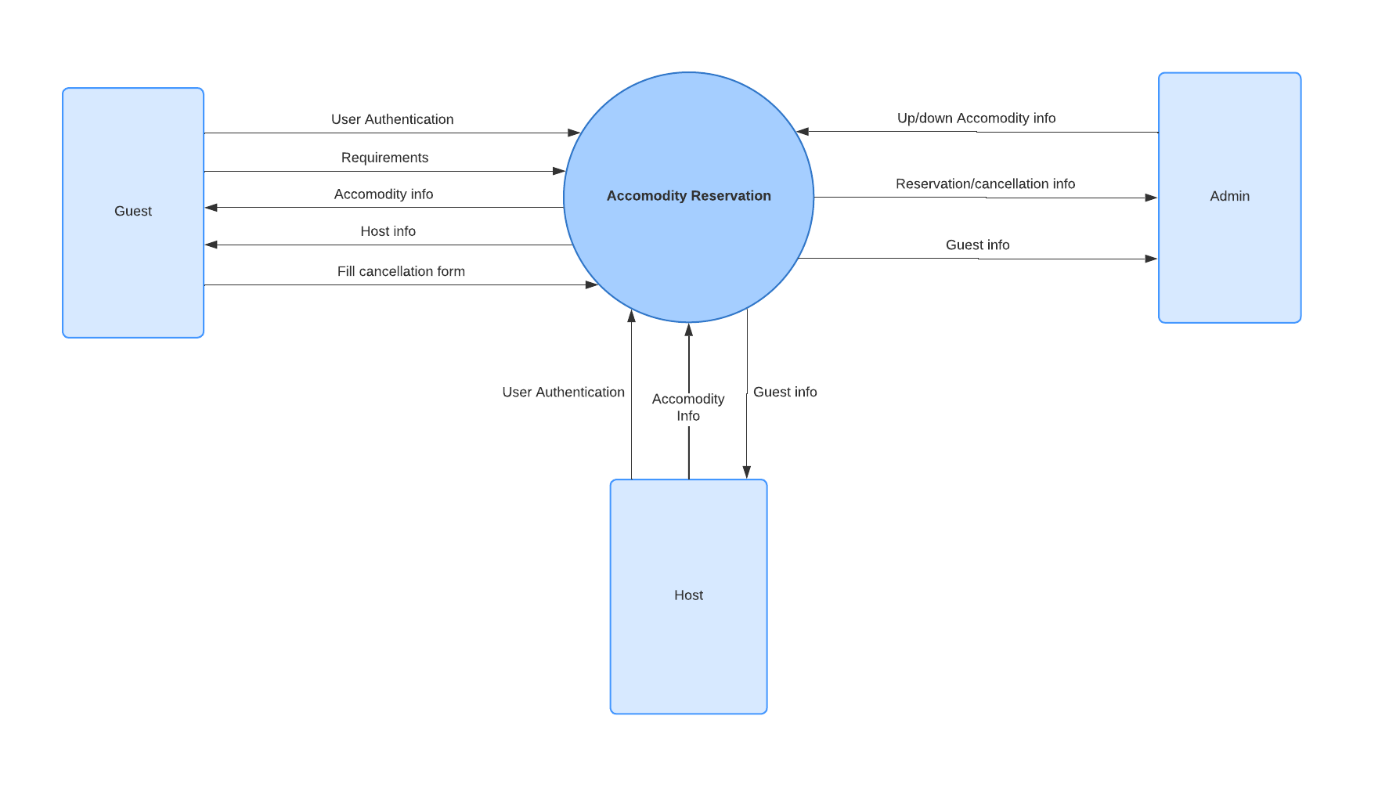 User Authentication
Requirements
Accomodity info
Host info
Fill cancellation form
Guest
Accomodity Reservation
Up/down Accomodity info
Reservation/cancellation info
Guest info
Admin
User Authentication
Accomodity
Info
Guest info
Host